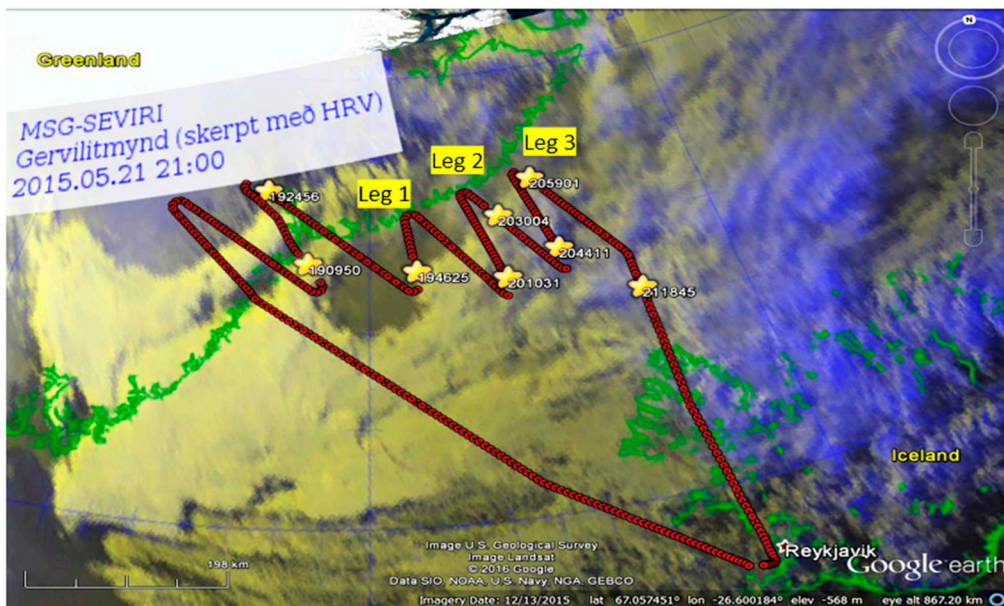 Greenland
N
MSG-SEVIRI
Gervilitmynd (skerpt með HRV)
2015.05.21 21:00
Leg 1
Leg 2
Leg 3
192456
205901
203004
190950
194625
201031
204411
211845
Iceland
Reykjavik
198 km
Image U.S. Geological Survey
Image Landsat
© 2016 Google
Data SIO, NOAA, U.S. Navy, NGA, GEBCO
Google earth
Imagery Date: 12/13/2015 lat 67.057451° lon -26.600184° elev -568 m eye alt 867.20 km